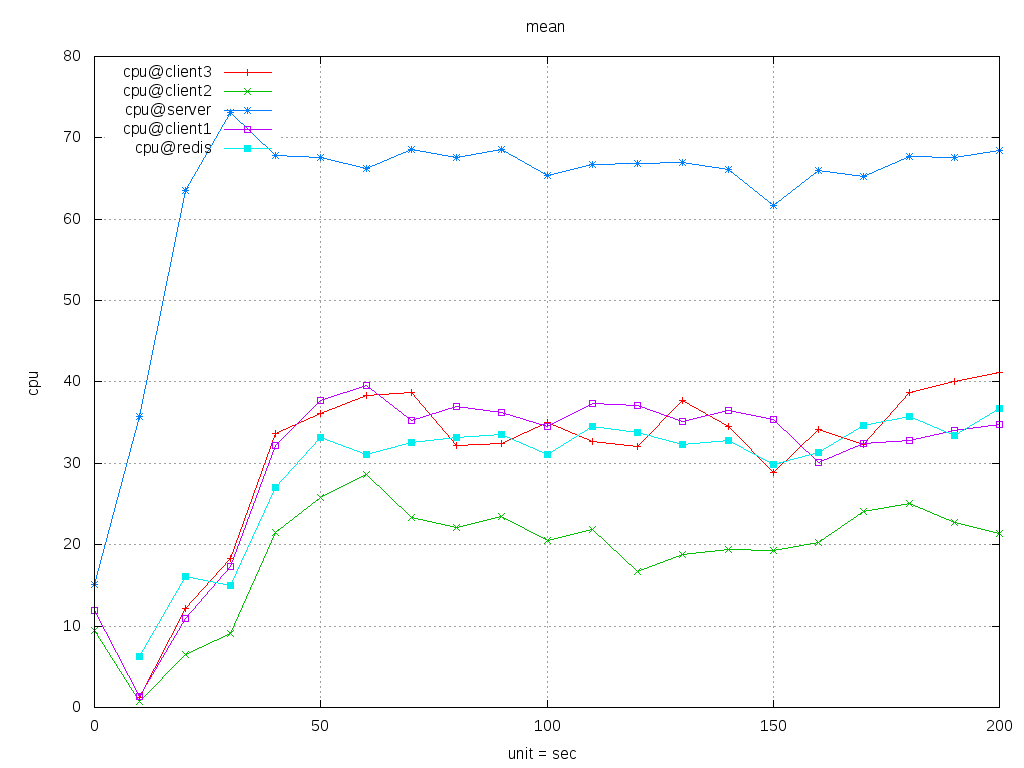 mean
80
70
60
50
40
30
20
10
0
cpu
cpu@client3
cpu@client2
cpu@server
cpu@client1
cpu@redis
0 50 100 150 200
unit = sec